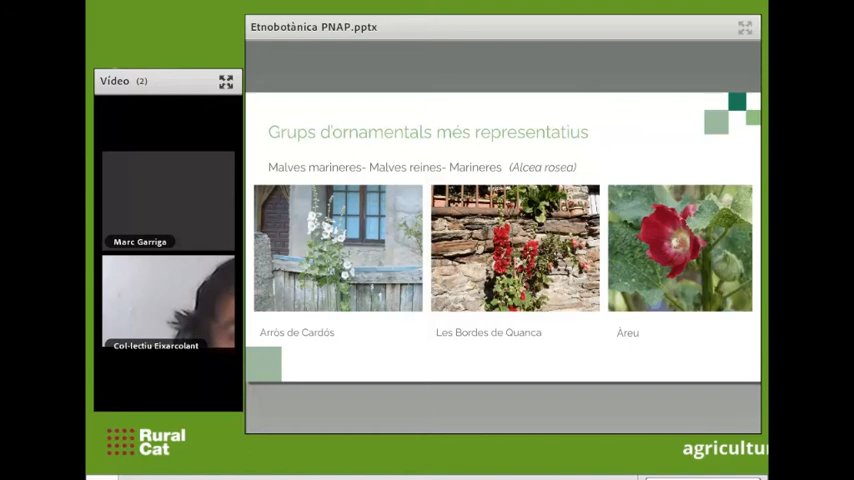 Etnobotànica PNAP.pptx
Vídeo (2)
Grups d'ornamentals més representatius
Malves marineres- Malves reines- Marineres (Alcea rosea)
Marc Garriga
Col·lectiu Eixarcolant
Arròs de Cardós
Les Bordes de Quanca
Àreu
Rural
Cat
agricultur